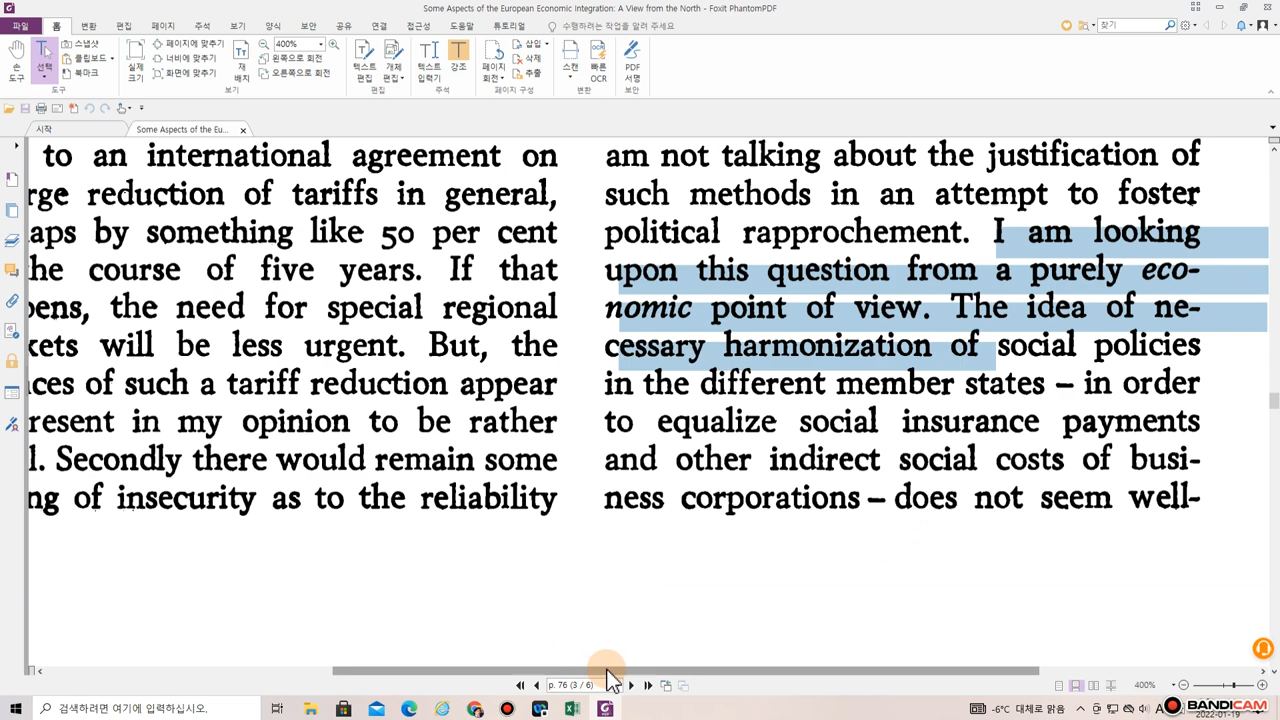 Some Aspects of the European Economic Integration: A View from the North - Foxit PhantomPDF
파일 홈 변환 페이지 주석 보기 양식 보안 공유 연결 접근성 도움말 튜토리얼 수행하려는 작업을 알려 주세요... 찾기
손 도구
선택
스냅샷
클립보드
북마크
실제 크기
페이지에 맞추기
너비에 맞추기
화면에 맞추기
재 배치
400%
왼쪽으로 회전
오른쪽으로 회전
텍스트 편집
개체 편집
텍스트 입력기
강조
페이지 회전
삽입
삭제
추출
스캔
빠른 OCR
PDF 서명
도구 보기 편집 주석 페이지 구성 변환 보안
시작 Some Aspects of the Eu...
to an international agreement on
rge reduction of tariffs in general,
aps by something like 50 per cent
he course of five years. If that
pens, the need for special regional
kets will be less urgent. But, the
ces of such a tariff reduction appear
resent in my opinion to be rather
l. Secondly there would remain some
ng of insecurity as to the reliability
am not talking about the justification of
such methods in an attempt to foster
political rapprochement. I am looking
upon this question from a purely eco-
nomic point of view. The idea of ne-
cessary harmonization of social policies
in the different member states – in order
to equalize social insurance payments
and other indirect social costs of busi-
ness corporations – does not seem well-
p. 76 (3 / 6)
400%
검색하려면 여기에 입력하십시오.
-6°C 대체로 맑음
BANDICAM
2022-01-19